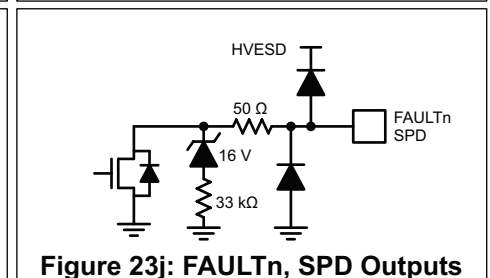 HVESD
50 Ω
FAULTn
SPD
16 V
33 kΩ
Figure 23j: FAULTn, SPD Outputs